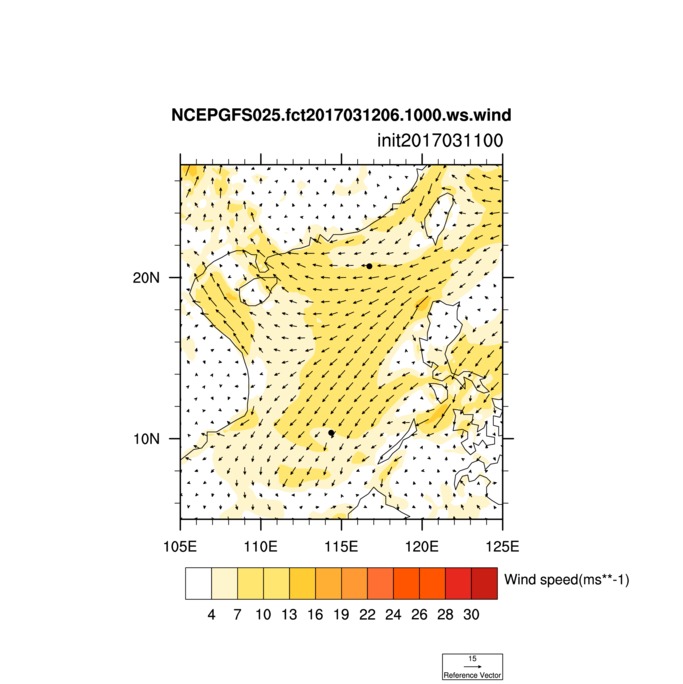 NCEPGFS025.fct2017031206.1000.ws.wind
init2017031100
20N
10N
105E 110E 115E 120E 125E
Wind speed(ms**-1)
4 7 10 13 16 19 22 24 26 28 30
15
Reference Vector